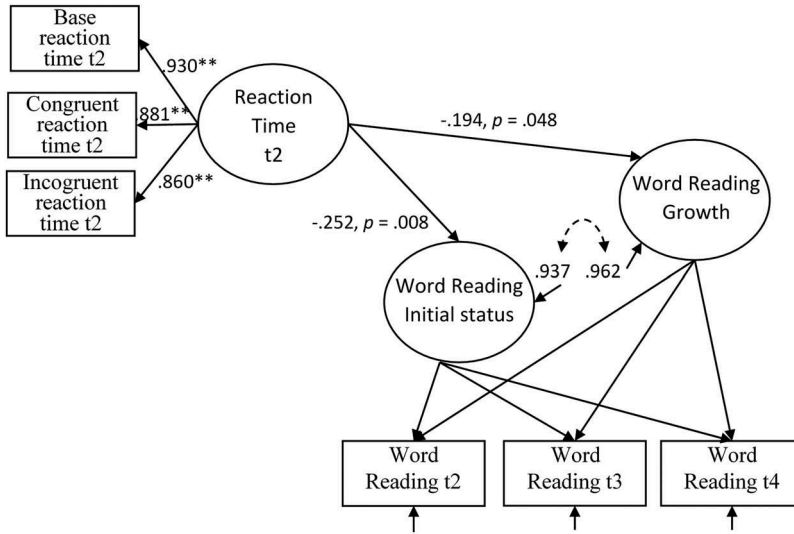 Base
reaction
time t2
.930**
Congruent
reaction
time t2
.881**
Incogruent
reaction
time t2
.860**
Reaction
Time
t2
-.194, p = .048
-.252, p = .008
Word Reading
Growth
.937 .962
Word Reading
Initial status
Word
Reading t2
Word
Reading t3
Word
Reading t4